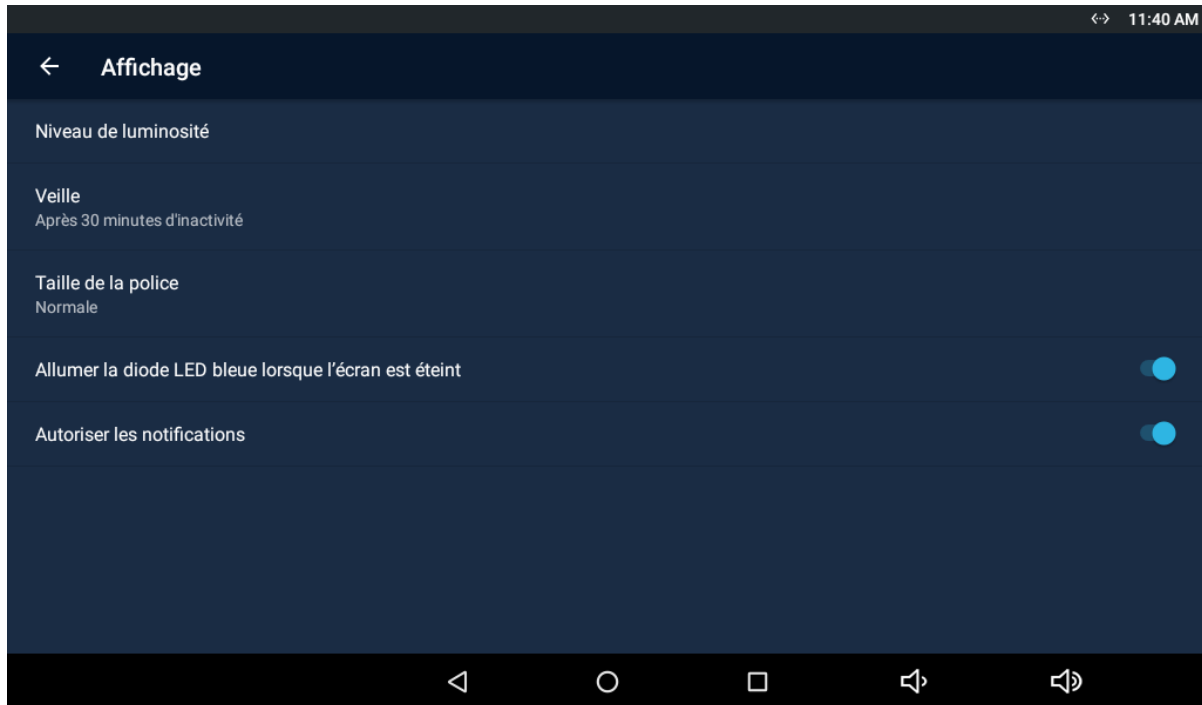 11:40 AM
Affichage
Niveau de luminosité
Veille
Après 30 minutes d'inactivité
Taille de la police
Normale
Allumer la diode LED bleue lorsque l’écran est éteint
Autoriser les notifications